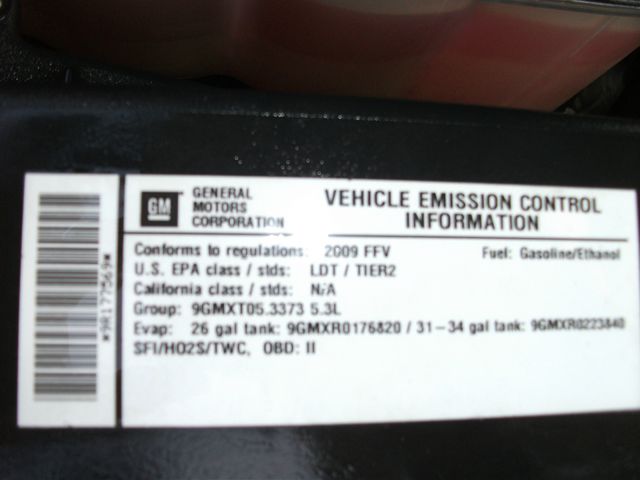 *9R177569*
GM
GENERAL
MOTORS
CORPORATION
VEHICLE EMISSION CONTROL
INFORMATION
Conforms to regulations: 2009 FFV Fuel: Gasoline/Ethanol
U.S. EPA class / stds: LDT / TIER2
California class / stds: N/A
Group: 9GMXT05.3373 5.3L
Evap: 26 gal tank: 9GMXR0176820 / 31-34 gal tank: 9GMXR0223840
SFI/HO2S/TWC, OBD: II